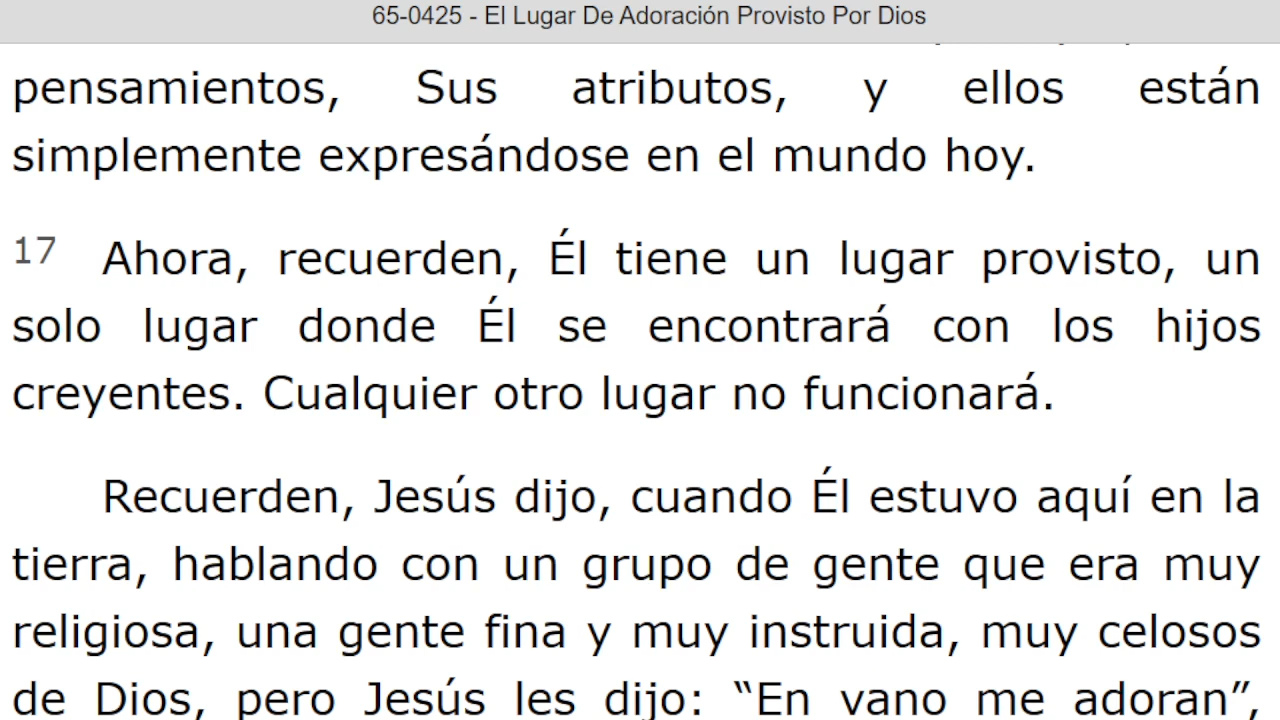 65-0425 - El Lugar De Adoración Provisto Por Dios
pensamientos, Sus atributos, y ellos están
simplemente expresándose en el mundo hoy.
17 Ahora, recuerden, Él tiene un lugar provisto, un
solo lugar donde Él se encontrará con los hijos
creyentes. Cualquier otro lugar no funcionará.
Recuerden, Jesús dijo, cuando Él estuvo aquí en la
tierra, hablando con un grupo de gente que era muy
religiosa, una gente fina y muy instruida, muy celosos
de Dios, pero Jesús les dijo: “En vano me adoran”,